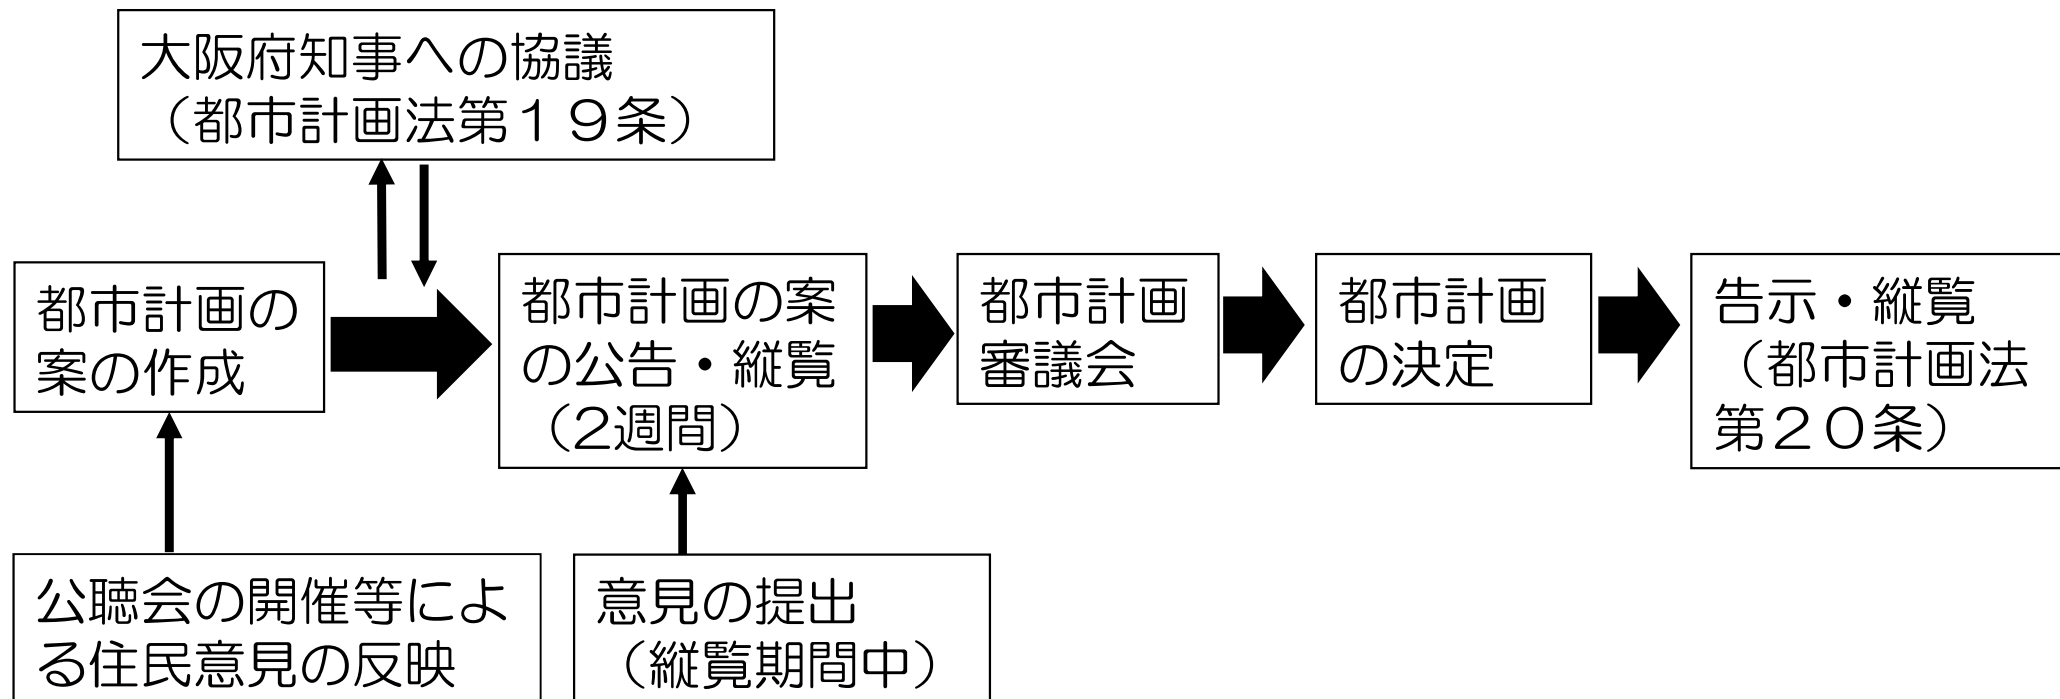 大阪府知事への協議
（都市計画法第１９条）
都市計画の
案の作成
都市計画の案
の公告・縦覧
（2週間）
都市計画
審議会
都市計画
の決定
告示・縦覧
（都市計画法
第２０条）
公聴会の開催等によ
る住民意見の反映
意見の提出
（縦覧期間中）